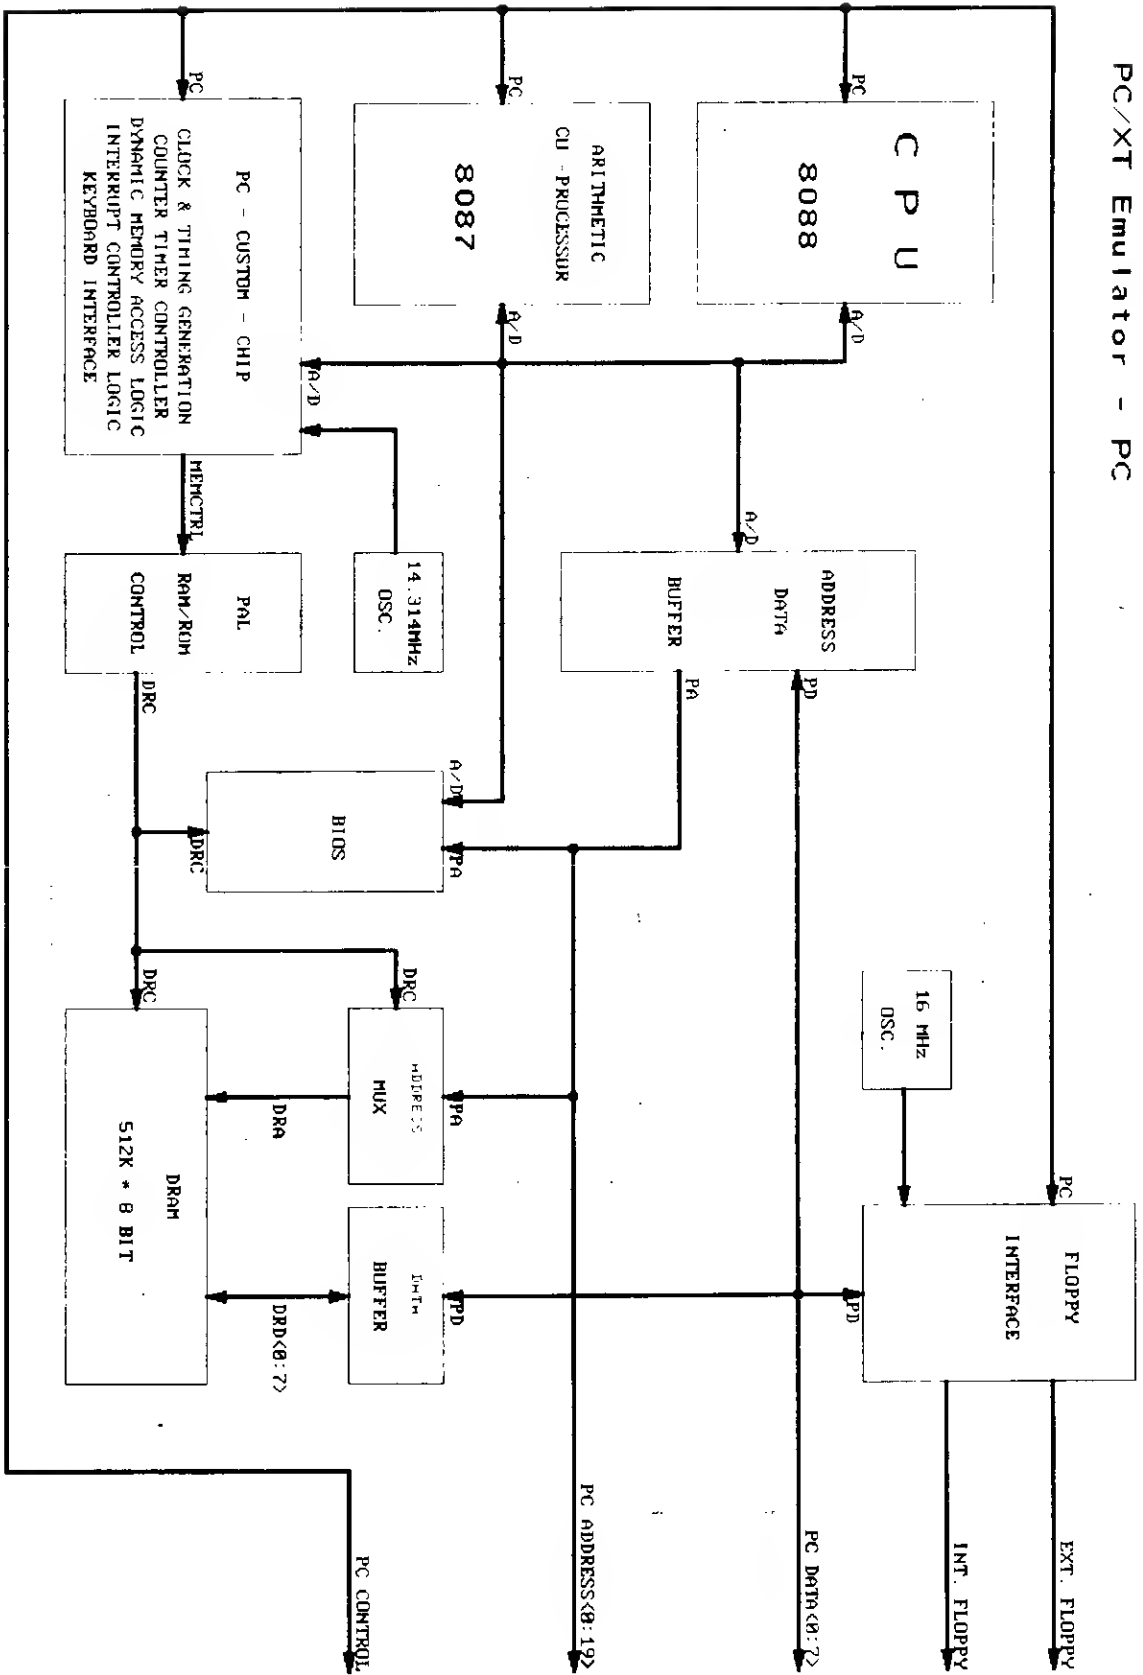 PC/XT Emulator - PC
PC
PC
PC
PC
C P U
8088
ARITHMETIC
CU - PROCESSUR
8087
PC - CUSTOM - CHIP
CLOCK & TIMING GENERATION
COUNTER TIMER CONTROLLER
DYNAMIC MEMORY ACCESS LOGIC
INTERRUPT CONTROLLER LOGIC
KEYBOARD INTERFACE
A/D
A/D
A/D
A/D
MEMCTRL
ADDRESS
DATA
BUFFER
14.314MHz
OSC.
PAL
RAM/ROM
CONTROL
PD
PA
DRC
A/D
PA
BIOS
DRC
16 MHz
OSC.
DRC
DRC
PA
ADDRESS
MUX
DRA
DRAM
512K * 8 BIT
FLOPPY
INTERFACE
PD
PD
DATA
BUFFER
DRD<0:7>
EXT. FLOPPY
INT. FLOPPY
PC DATA<0:7>
PC ADDRESS<0:19>
PC CONTROL